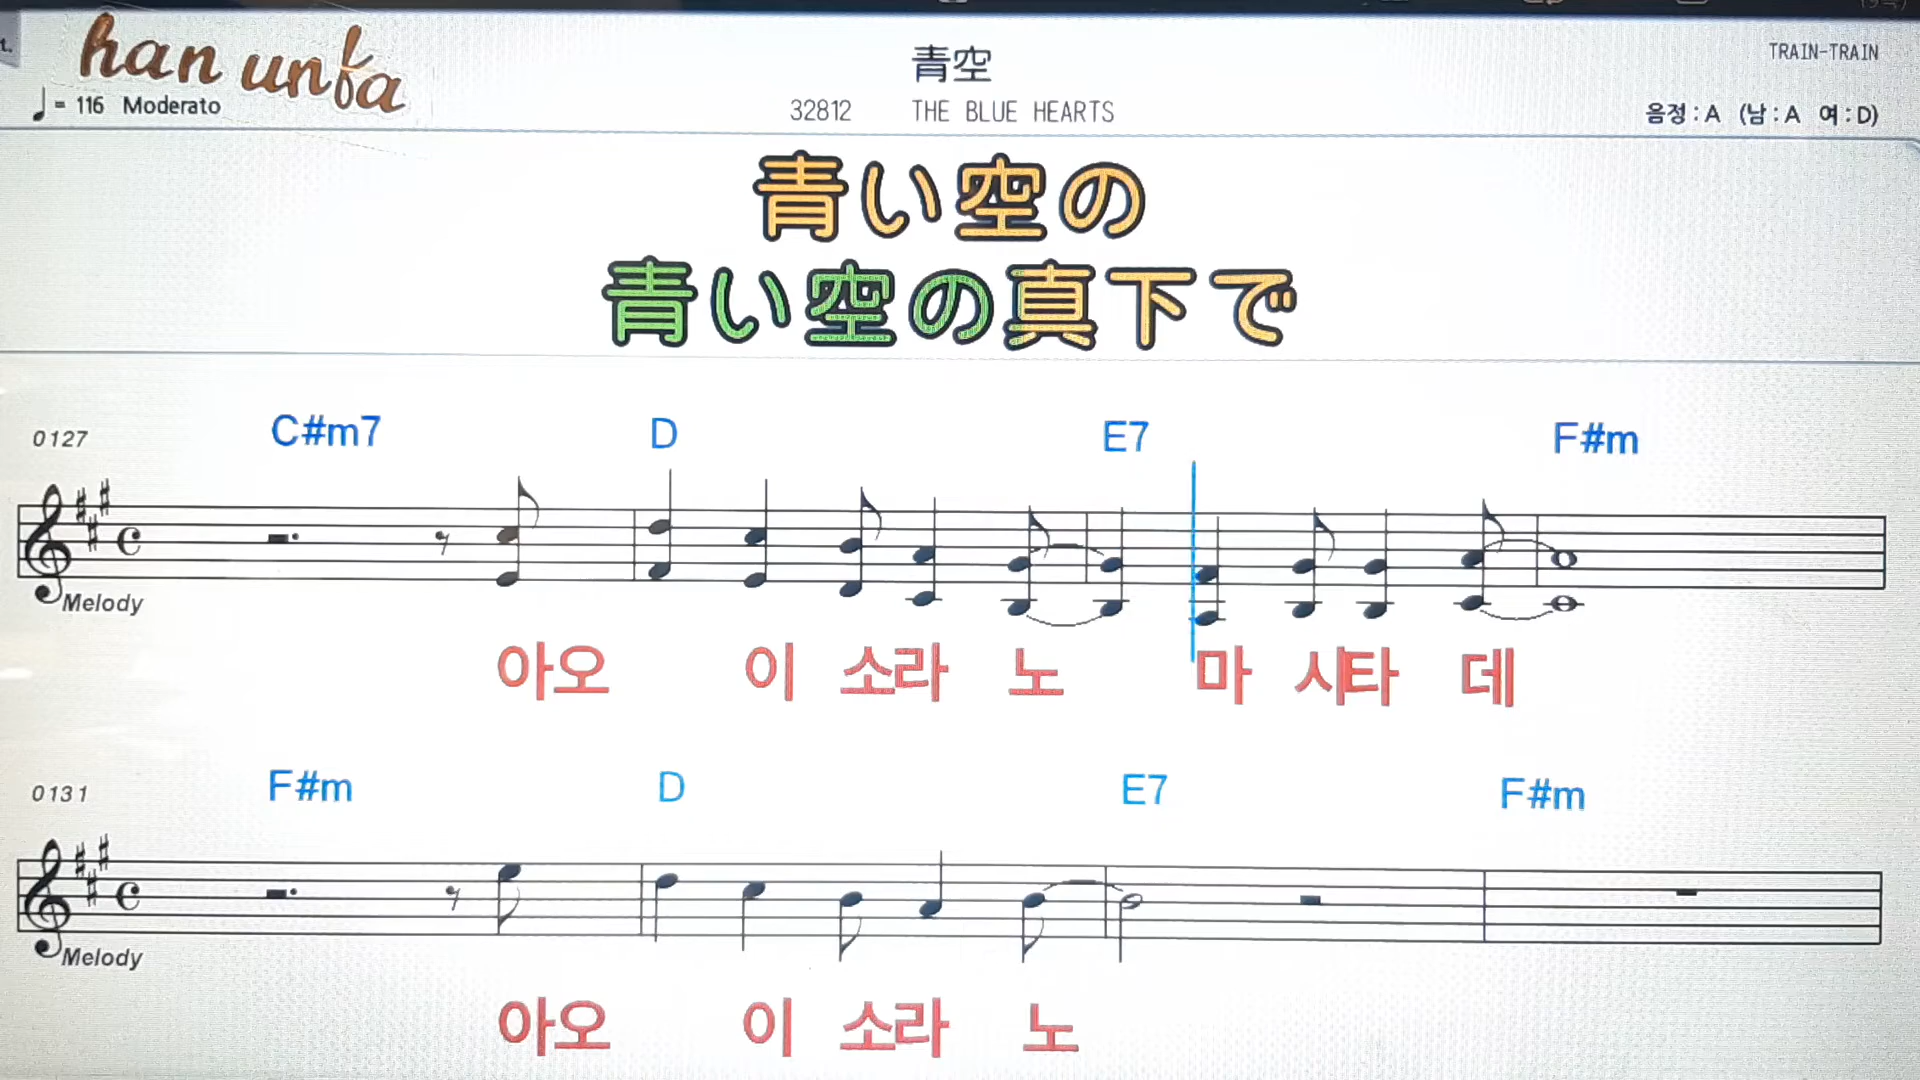 han unfa
♩= 116 Moderato
青空
TRAIN-TRAIN
32812 THE BLUE HEARTS
음정:A (남:A 여:D)
青い空の
青い空の真下で
0127 C#m7 D E7 F#m
Melody
아오 이 소라 노 마 시타 데
0131 F#m D E7 F#m
Melody
아오 이 소라 노